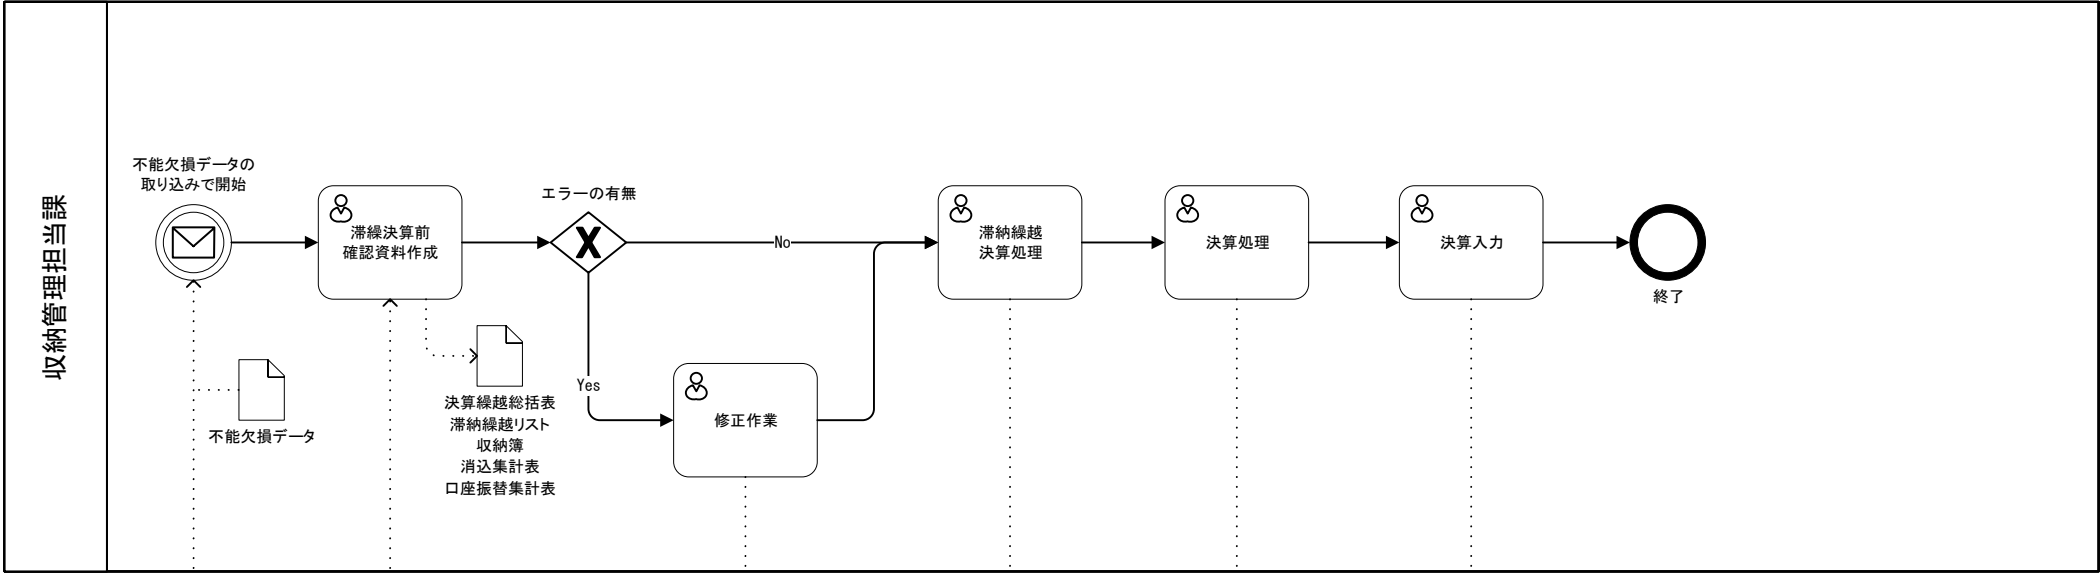 収納管理担当課
不能欠損データの
取り込みで開始
不能欠損データ
滞繰決算前
確認資料作成
決算繰越総括表
滞納繰越リスト
収納簿
消込集計表
口座振替集計表
エラーの有無
No
Yes
修正作業
滞納繰越
決算処理
決算処理
決算入力
終了